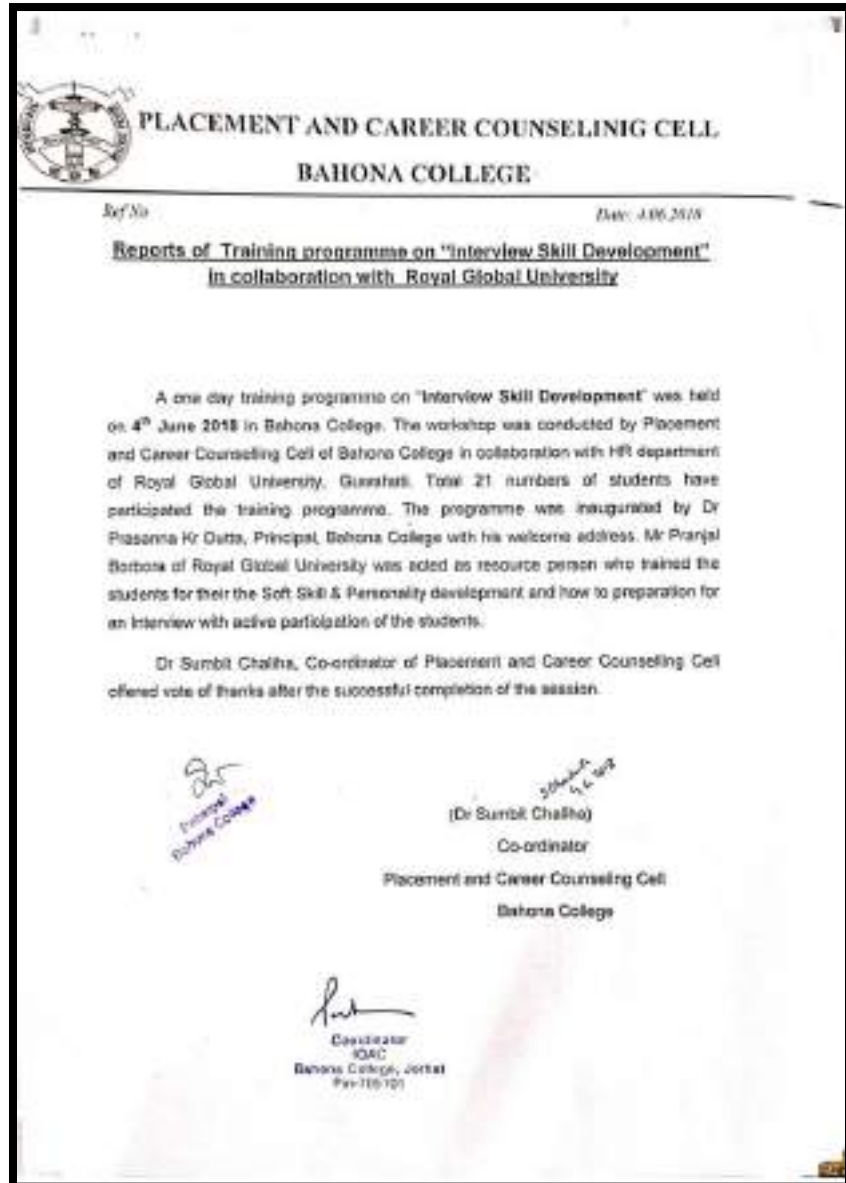 PLACEMENT AND CAREER COUNSELINIG CELL
BAHONA COLLEGE
Ref No
Date: 4.06.2018
Reports of Training programme on "Interview Skill Development"
in collaboration with Royal Global University
A one day training programme on "Interview Skill Development" was held
on 4th June 2018 in Bahona College. The workshop was conducted by Placement
and Career Counselling Cell of Bahona College in collaboration with HR department
of Royal Global University, Guwahati. Total 21 numbers of students have
participated the training programme. The programme was inaugurated by Dr
Prasanna Kr Dutta, Principal, Bahona College with his welcome address. Mr Pranjal
Borbora of Royal Global University was acted as resource person who trained the
students for their the Soft Skill & Personality development and how to preparation for
an Interview with active participation of the students.
Dr Sumbit Chaliha, Co-ordinator of Placement and Career Counselling Cell
offered vote of thanks after the successful completion of the session.
Principal
Bahona College
(Dr Sumbit Chaliha)
Co-ordinator
Placement and Career Counseling Cell
Bahona College
Coordinator
IQAC
Bahona College, Jorhat